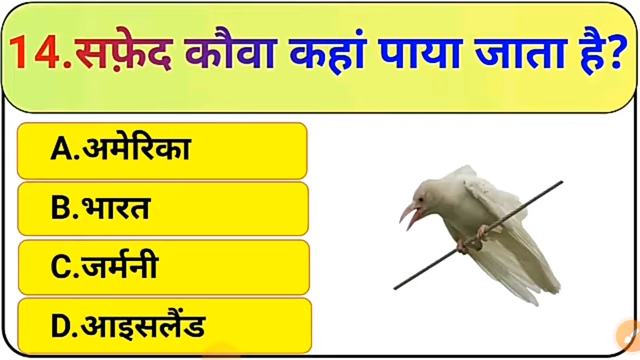 14.सफ़ेद कौवा कहां पाया जाता है?
A.अमेरिका
B.भारत
C.जर्मनी
D.आइसलैंड